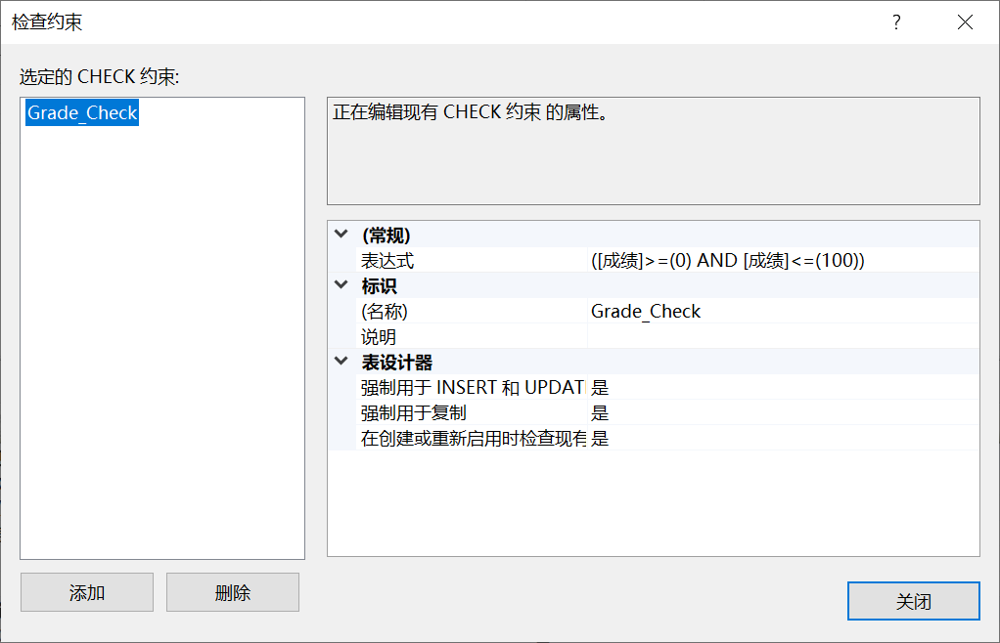 检查约束
?
选定的 CHECK 约束:
Grade_Check
正在编辑现有 CHECK 约束 的属性。
(常规)
表达式 ([成绩]>=(0) AND [成绩]<=(100))
标识
(名称) Grade_Check
说明
表设计器
强制用于 INSERT 和 UPDATI 是
强制用于复制 是
在创建或重新启用时检查现有 是
添加 删除
关闭